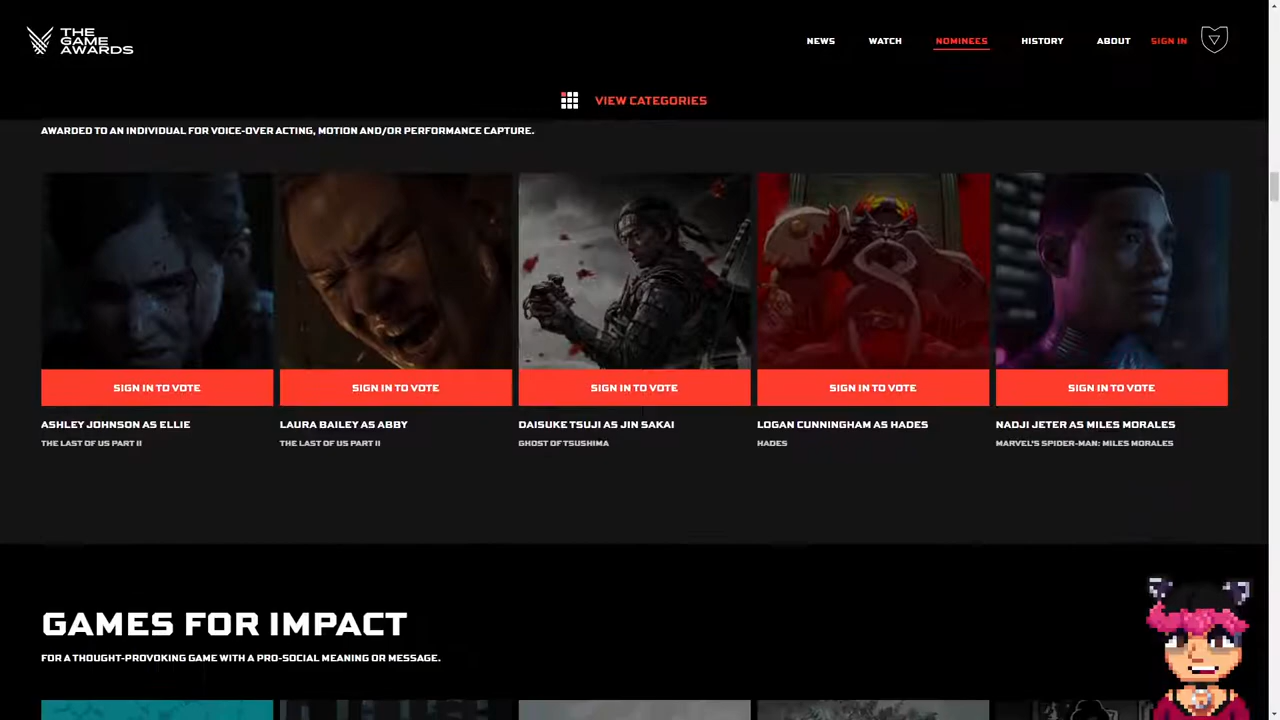 THE
GAME
AWARDS
NEWS
WATCH
NOMINEES
HISTORY
ABOUT
SIGN IN
VIEW CATEGORIES
AWARDED TO AN INDIVIDUAL FOR VOICE-OVER ACTING, MOTION AND/OR PERFORMANCE CAPTURE.
SIGN IN TO VOTE
SIGN IN TO VOTE
SIGN IN TO VOTE
SIGN IN TO VOTE
SIGN IN TO VOTE
ASHLEY JOHNSON AS ELLIE
THE LAST OF US PART II
LAURA BAILEY AS ABBY
THE LAST OF US PART II
DAISUKE TSUJI AS JIN SAKAI
GHOST OF TSUSHIMA
LOGAN CUNNINGHAM AS HADES
HADES
NADJI JETER AS MILES MORALES
MARVEL'S SPIDER-MAN: MILES MORALES
GAMES FOR IMPACT
FOR A THOUGHT-PROVOKING GAME WITH A PRO-SOCIAL MEANING OR MESSAGE.